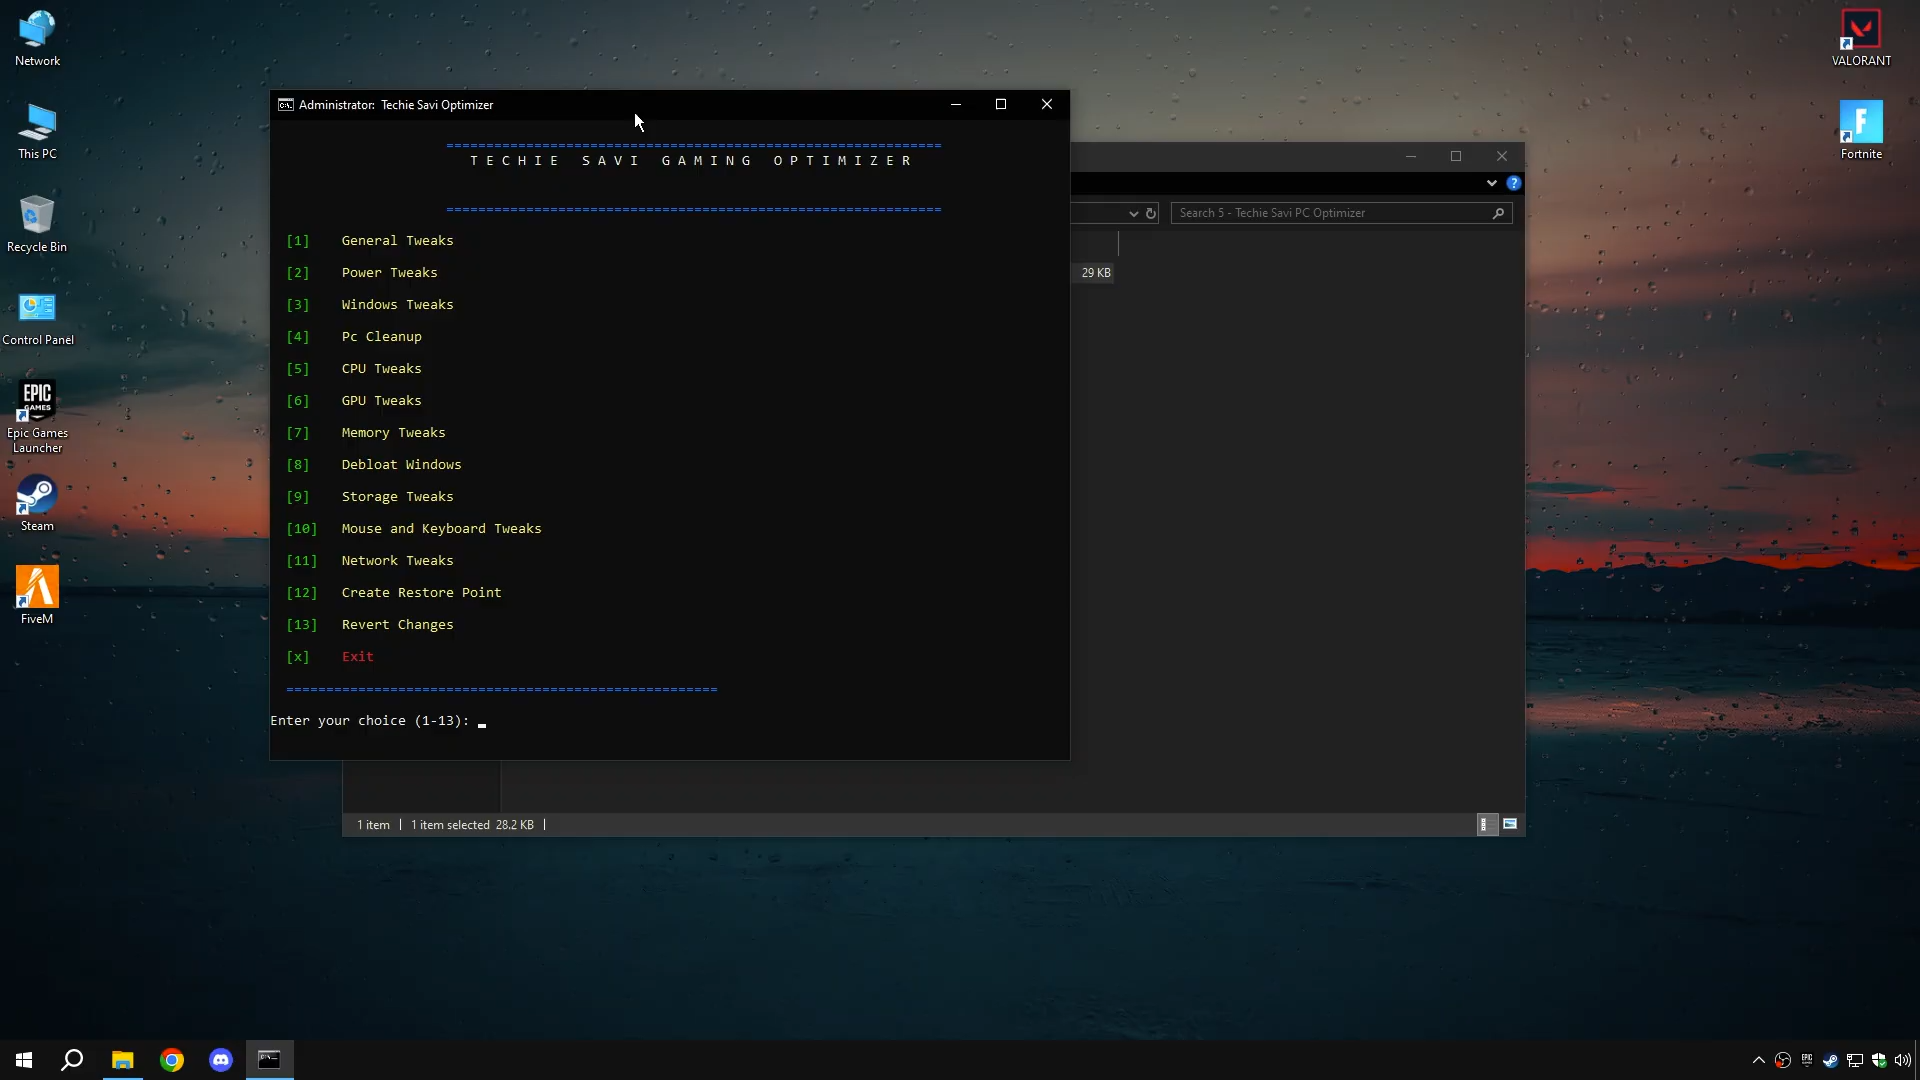 Network
This PC
Recycle Bin
Control Panel
EPIC
GAMES
Epic Games
Launcher
Steam
FiveM
Administrator:  Techie Savi Optimizer
==============================================================
T E C H I E   S A V I   G A M I N G   O P T I M I Z E R
==============================================================
[1]    General Tweaks
[2]    Power Tweaks
[3]    Windows Tweaks
[4]    Pc Cleanup
[5]    CPU Tweaks
[6]    GPU Tweaks
[7]    Memory Tweaks
[8]    Debloat Windows
[9]    Storage Tweaks
[10]   Mouse and Keyboard Tweaks
[11]   Network Tweaks
[12]   Create Restore Point
[13]   Revert Changes
[x]    Exit
======================================================
Enter your choice (1-13):
Search 5 - Techie Savi PC Optimizer
29 KB
1 item
1 item selected  28.2 KB
VALORANT
F
Fortnite